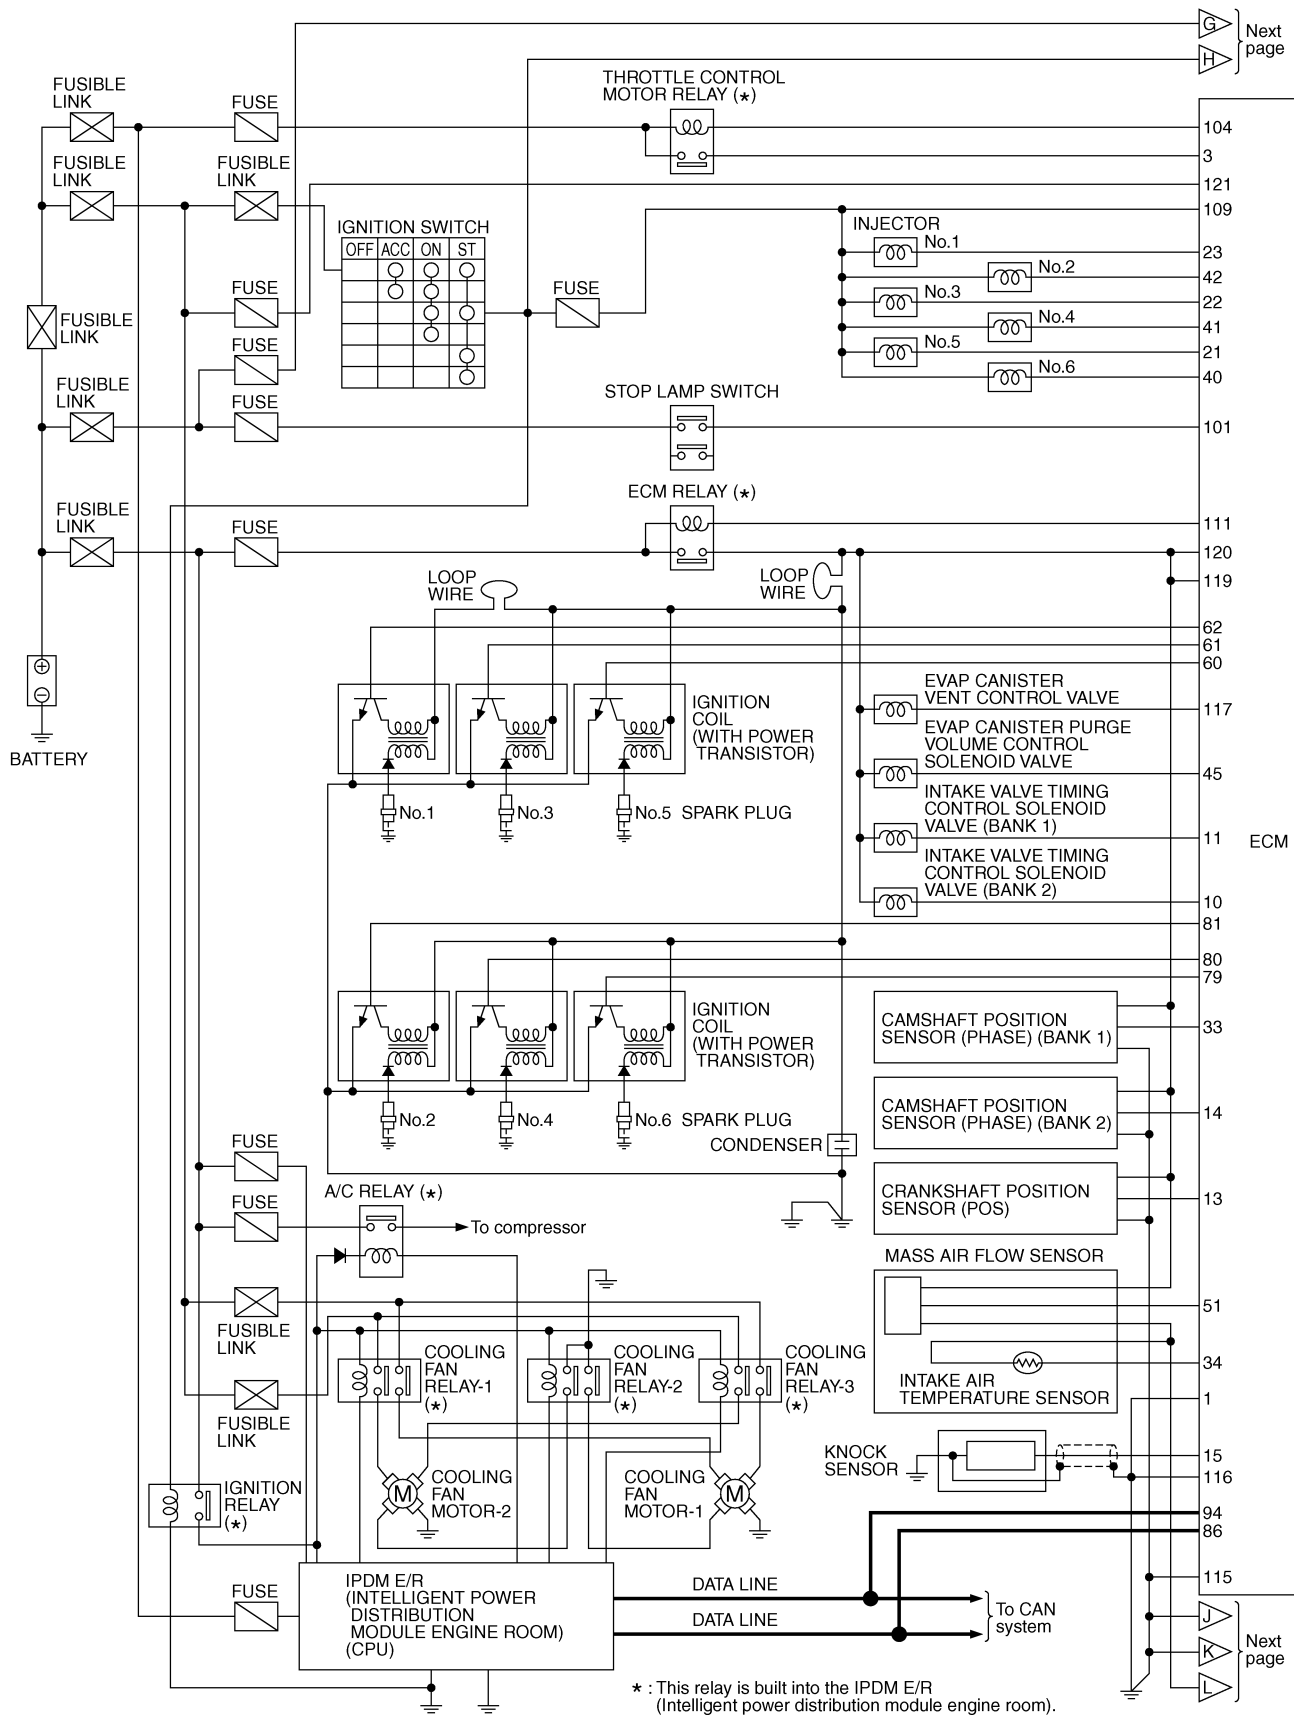 G
Next
page
H
THROTTLE CONTROL
MOTOR RELAY (*)
FUSIBLE
LINK
FUSE
104
3
FUSIBLE
LINK
FUSIBLE
LINK
121
109
IGNITION SWITCH
OFF ACC ON ST
INJECTOR
No.1
23
No.2
42
No.3
22
No.4
41
No.5
21
No.6
40
FUSE
FUSE
FUSIBLE
LINK
FUSE
FUSIBLE
LINK
FUSE
STOP LAMP SWITCH
101
ECM RELAY (*)
FUSIBLE
LINK
FUSE
111
120
119
LOOP
WIRE
LOOP
WIRE
62
61
60
BATTERY
IGNITION
COIL
(WITH POWER
TRANSISTOR)
No.1
No.3
No.5 SPARK PLUG
EVAP CANISTER
VENT CONTROL VALVE
117
EVAP CANISTER PURGE
VOLUME CONTROL
SOLENOID VALVE
45
INTAKE VALVE TIMING
CONTROL SOLENOID
VALVE (BANK 1)
11
ECM
INTAKE VALVE TIMING
CONTROL SOLENOID
VALVE (BANK 2)
10
81
80
79
IGNITION
COIL
(WITH POWER
TRANSISTOR)
No.2
No.4
No.6 SPARK PLUG
CONDENSER
CAMSHAFT POSITION
SENSOR (PHASE) (BANK 1)
33
CAMSHAFT POSITION
SENSOR (PHASE) (BANK 2)
14
CRANKSHAFT POSITION
SENSOR (POS)
13
FUSE
FUSE
A/C RELAY (*)
To compressor
MASS AIR FLOW SENSOR
51
34
INTAKE AIR
TEMPERATURE SENSOR
1
FUSIBLE
LINK
FUSIBLE
LINK
COOLING
FAN
RELAY-1
(*)
COOLING
FAN
RELAY-2
(*)
COOLING
FAN
RELAY-3
(*)
KNOCK
SENSOR
15
116
M
COOLING
FAN
MOTOR-2
COOLING
FAN
MOTOR-1
M
IGNITION
RELAY
(*)
94
86
115
FUSE
IPDM E/R
(INTELLIGENT POWER
DISTRIBUTION
MODULE ENGINE ROOM)
(CPU)
DATA LINE
DATA LINE
To CAN
system
J
K
L
Next
page
* : This relay is built into the IPDM E/R
(Intelligent power distribution module engine room).